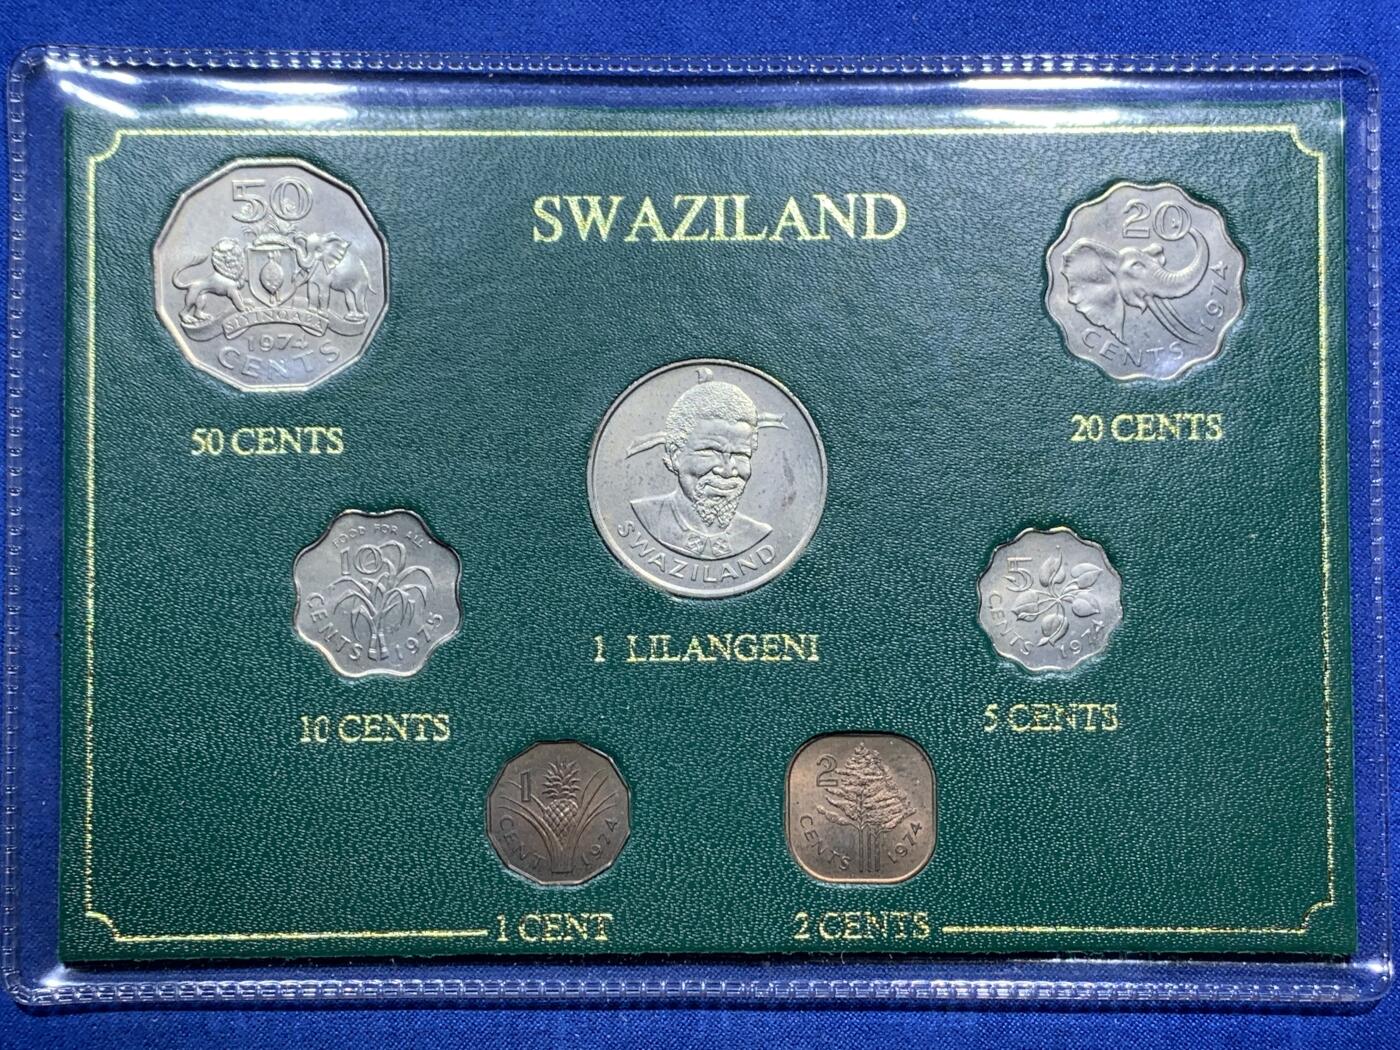 SWAZILAND
50
SIYINQABA
1974
CENTS
50 CENTS
20
CENTS 1974
20 CENTS
SWAZILAND
1 LILANGENI
FOOD FOR ALL
10
CENTS 1975
10 CENTS
5
CENTS 1974
5 CENTS
1
CENT 1974
1 CENT
2
CENTS 1974
2 CENTS